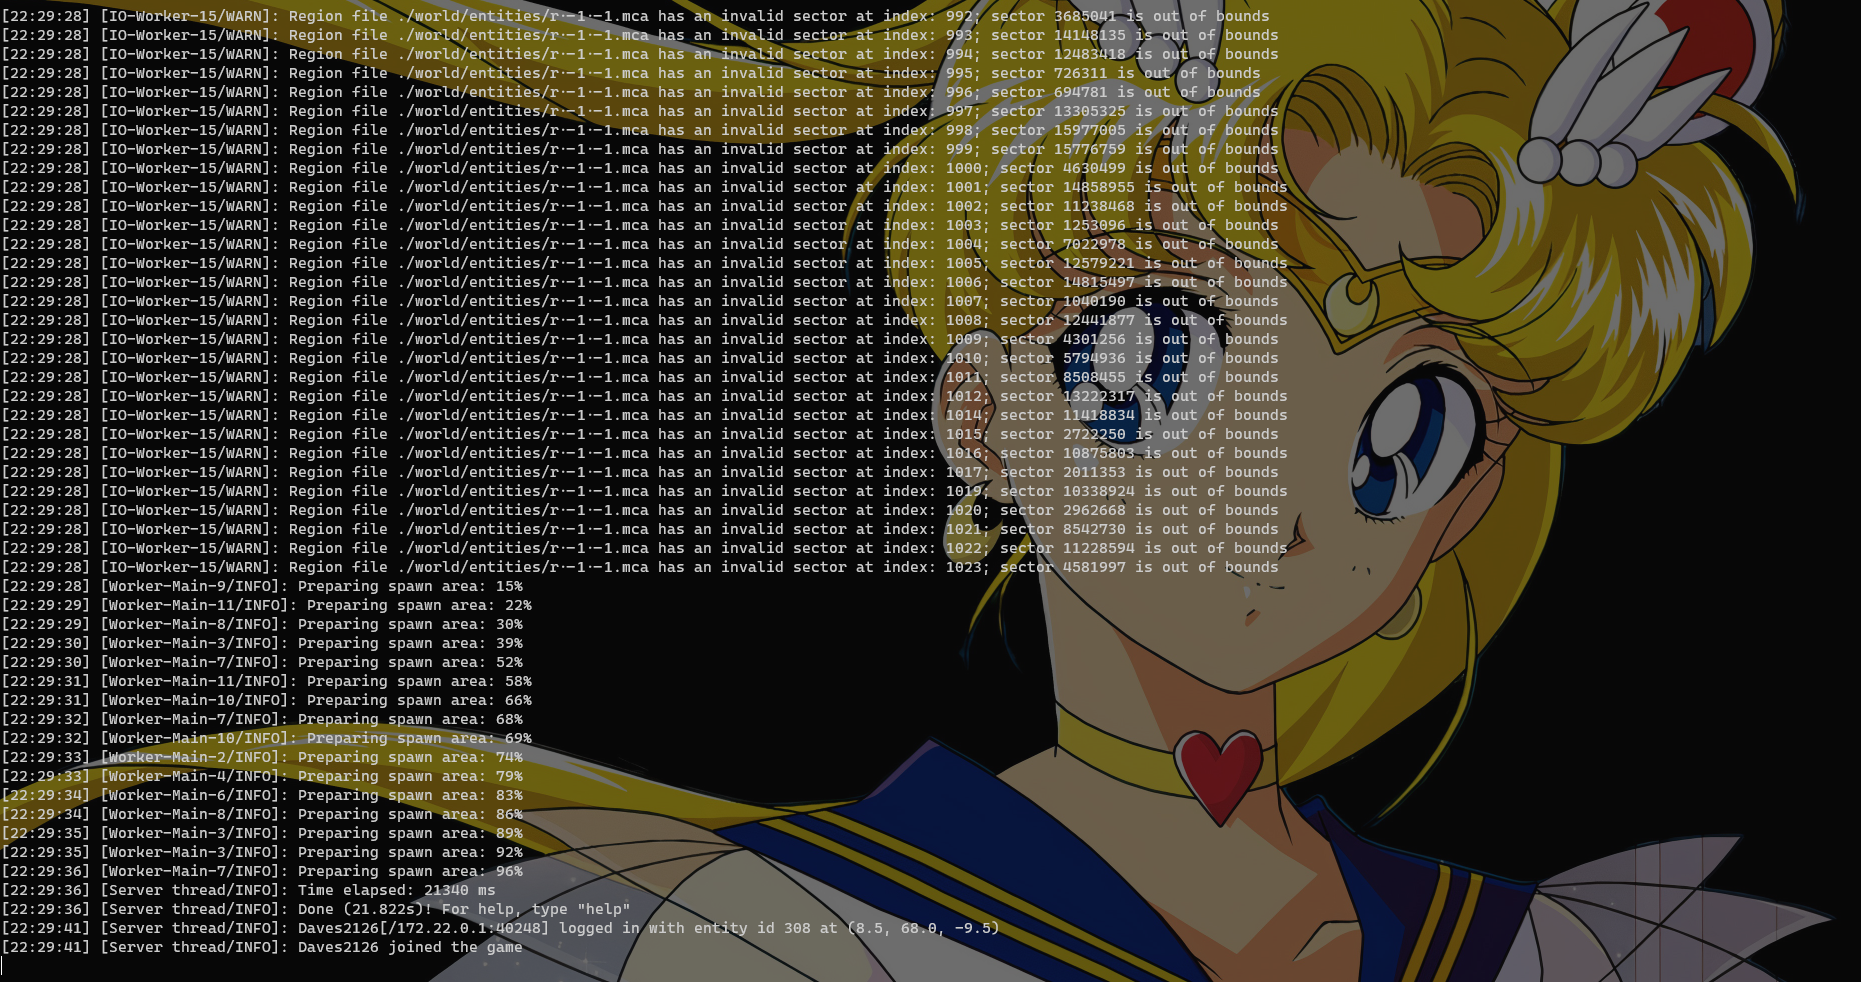 [22:29:28] [IO-Worker-15/WARN]: Region file ./world/entities/r.-1.-1.mca has an invalid sector at index: 992; sector 3685041 is out of bounds
[22:29:28] [IO-Worker-15/WARN]: Region file ./world/entities/r.-1.-1.mca has an invalid sector at index: 993; sector 14148135 is out of bounds
[22:29:28] [IO-Worker-15/WARN]: Region file ./world/entities/r.-1.-1.mca has an invalid sector at index: 994; sector 12483418 is out of bounds
[22:29:28] [IO-Worker-15/WARN]: Region file ./world/entities/r.-1.-1.mca has an invalid sector at index: 995; sector 726311 is out of bounds
[22:29:28] [IO-Worker-15/WARN]: Region file ./world/entities/r.-1.-1.mca has an invalid sector at index: 996; sector 694781 is out of bounds
[22:29:28] [IO-Worker-15/WARN]: Region file ./world/entities/r.-1.-1.mca has an invalid sector at index: 997; sector 13305325 is out of bounds
[22:29:28] [IO-Worker-15/WARN]: Region file ./world/entities/r.-1.-1.mca has an invalid sector at index: 998; sector 15977005 is out of bounds
[22:29:28] [IO-Worker-15/WARN]: Region file ./world/entities/r.-1.-1.mca has an invalid sector at index: 999; sector 15776759 is out of bounds
[22:29:28] [IO-Worker-15/WARN]: Region file ./world/entities/r.-1.-1.mca has an invalid sector at index: 1000; sector 4630499 is out of bounds
[22:29:28] [IO-Worker-15/WARN]: Region file ./world/entities/r.-1.-1.mca has an invalid sector at index: 1001; sector 14858955 is out of bounds
[22:29:28] [IO-Worker-15/WARN]: Region file ./world/entities/r.-1.-1.mca has an invalid sector at index: 1002; sector 11238468 is out of bounds
[22:29:28] [IO-Worker-15/WARN]: Region file ./world/entities/r.-1.-1.mca has an invalid sector at index: 1003; sector 1253096 is out of bounds
[22:29:28] [IO-Worker-15/WARN]: Region file ./world/entities/r.-1.-1.mca has an invalid sector at index: 1004; sector 7022978 is out of bounds
[22:29:28] [IO-Worker-15/WARN]: Region file ./world/entities/r.-1.-1.mca has an invalid sector at index: 1005; sector 12579221 is out of bounds
[22:29:28] [IO-Worker-15/WARN]: Region file ./world/entities/r.-1.-1.mca has an invalid sector at index: 1006; sector 14815497 is out of bounds
[22:29:28] [IO-Worker-15/WARN]: Region file ./world/entities/r.-1.-1.mca has an invalid sector at index: 1007; sector 1040190 is out of bounds
[22:29:28] [IO-Worker-15/WARN]: Region file ./world/entities/r.-1.-1.mca has an invalid sector at index: 1008; sector 12441877 is out of bounds
[22:29:28] [IO-Worker-15/WARN]: Region file ./world/entities/r.-1.-1.mca has an invalid sector at index: 1009; sector 4301256 is out of bounds
[22:29:28] [IO-Worker-15/WARN]: Region file ./world/entities/r.-1.-1.mca has an invalid sector at index: 1010; sector 5794936 is out of bounds
[22:29:28] [IO-Worker-15/WARN]: Region file ./world/entities/r.-1.-1.mca has an invalid sector at index: 1011; sector 8508455 is out of bounds
[22:29:28] [IO-Worker-15/WARN]: Region file ./world/entities/r.-1.-1.mca has an invalid sector at index: 1012; sector 13222317 is out of bounds
[22:29:28] [IO-Worker-15/WARN]: Region file ./world/entities/r.-1.-1.mca has an invalid sector at index: 1014; sector 11418834 is out of bounds
[22:29:28] [IO-Worker-15/WARN]: Region file ./world/entities/r.-1.-1.mca has an invalid sector at index: 1015; sector 2722250 is out of bounds
[22:29:28] [IO-Worker-15/WARN]: Region file ./world/entities/r.-1.-1.mca has an invalid sector at index: 1016; sector 10875803 is out of bounds
[22:29:28] [IO-Worker-15/WARN]: Region file ./world/entities/r.-1.-1.mca has an invalid sector at index: 1017; sector 2011353 is out of bounds
[22:29:28] [IO-Worker-15/WARN]: Region file ./world/entities/r.-1.-1.mca has an invalid sector at index: 1019; sector 10338924 is out of bounds
[22:29:28] [IO-Worker-15/WARN]: Region file ./world/entities/r.-1.-1.mca has an invalid sector at index: 1020; sector 2962668 is out of bounds
[22:29:28] [IO-Worker-15/WARN]: Region file ./world/entities/r.-1.-1.mca has an invalid sector at index: 1021; sector 8542730 is out of bounds
[22:29:28] [IO-Worker-15/WARN]: Region file ./world/entities/r.-1.-1.mca has an invalid sector at index: 1022; sector 11228594 is out of bounds
[22:29:28] [IO-Worker-15/WARN]: Region file ./world/entities/r.-1.-1.mca has an invalid sector at index: 1023; sector 4581997 is out of bounds
[22:29:28] [Worker-Main-9/INFO]: Preparing spawn area: 15%
[22:29:29] [Worker-Main-11/INFO]: Preparing spawn area: 22%
[22:29:29] [Worker-Main-8/INFO]: Preparing spawn area: 30%
[22:29:30] [Worker-Main-3/INFO]: Preparing spawn area: 39%
[22:29:30] [Worker-Main-7/INFO]: Preparing spawn area: 52%
[22:29:31] [Worker-Main-11/INFO]: Preparing spawn area: 58%
[22:29:31] [Worker-Main-10/INFO]: Preparing spawn area: 66%
[22:29:32] [Worker-Main-7/INFO]: Preparing spawn area: 68%
[22:29:32] [Worker-Main-10/INFO]: Preparing spawn area: 69%
[22:29:33] [Worker-Main-2/INFO]: Preparing spawn area: 74%
[22:29:33] [Worker-Main-4/INFO]: Preparing spawn area: 79%
[22:29:34] [Worker-Main-6/INFO]: Preparing spawn area: 83%
[22:29:34] [Worker-Main-8/INFO]: Preparing spawn area: 86%
[22:29:35] [Worker-Main-3/INFO]: Preparing spawn area: 89%
[22:29:35] [Worker-Main-3/INFO]: Preparing spawn area: 92%
[22:29:36] [Worker-Main-7/INFO]: Preparing spawn area: 96%
[22:29:36] [Server thread/INFO]: Time elapsed: 21340 ms
[22:29:36] [Server thread/INFO]: Done (21.822s)! For help, type "help"
[22:29:41] [Server thread/INFO]: Daves2126[/172.22.0.1:40248] logged in with entity id 308 at (8.5, 68.0, -9.5)
[22:29:41] [Server thread/INFO]: Daves2126 joined the game